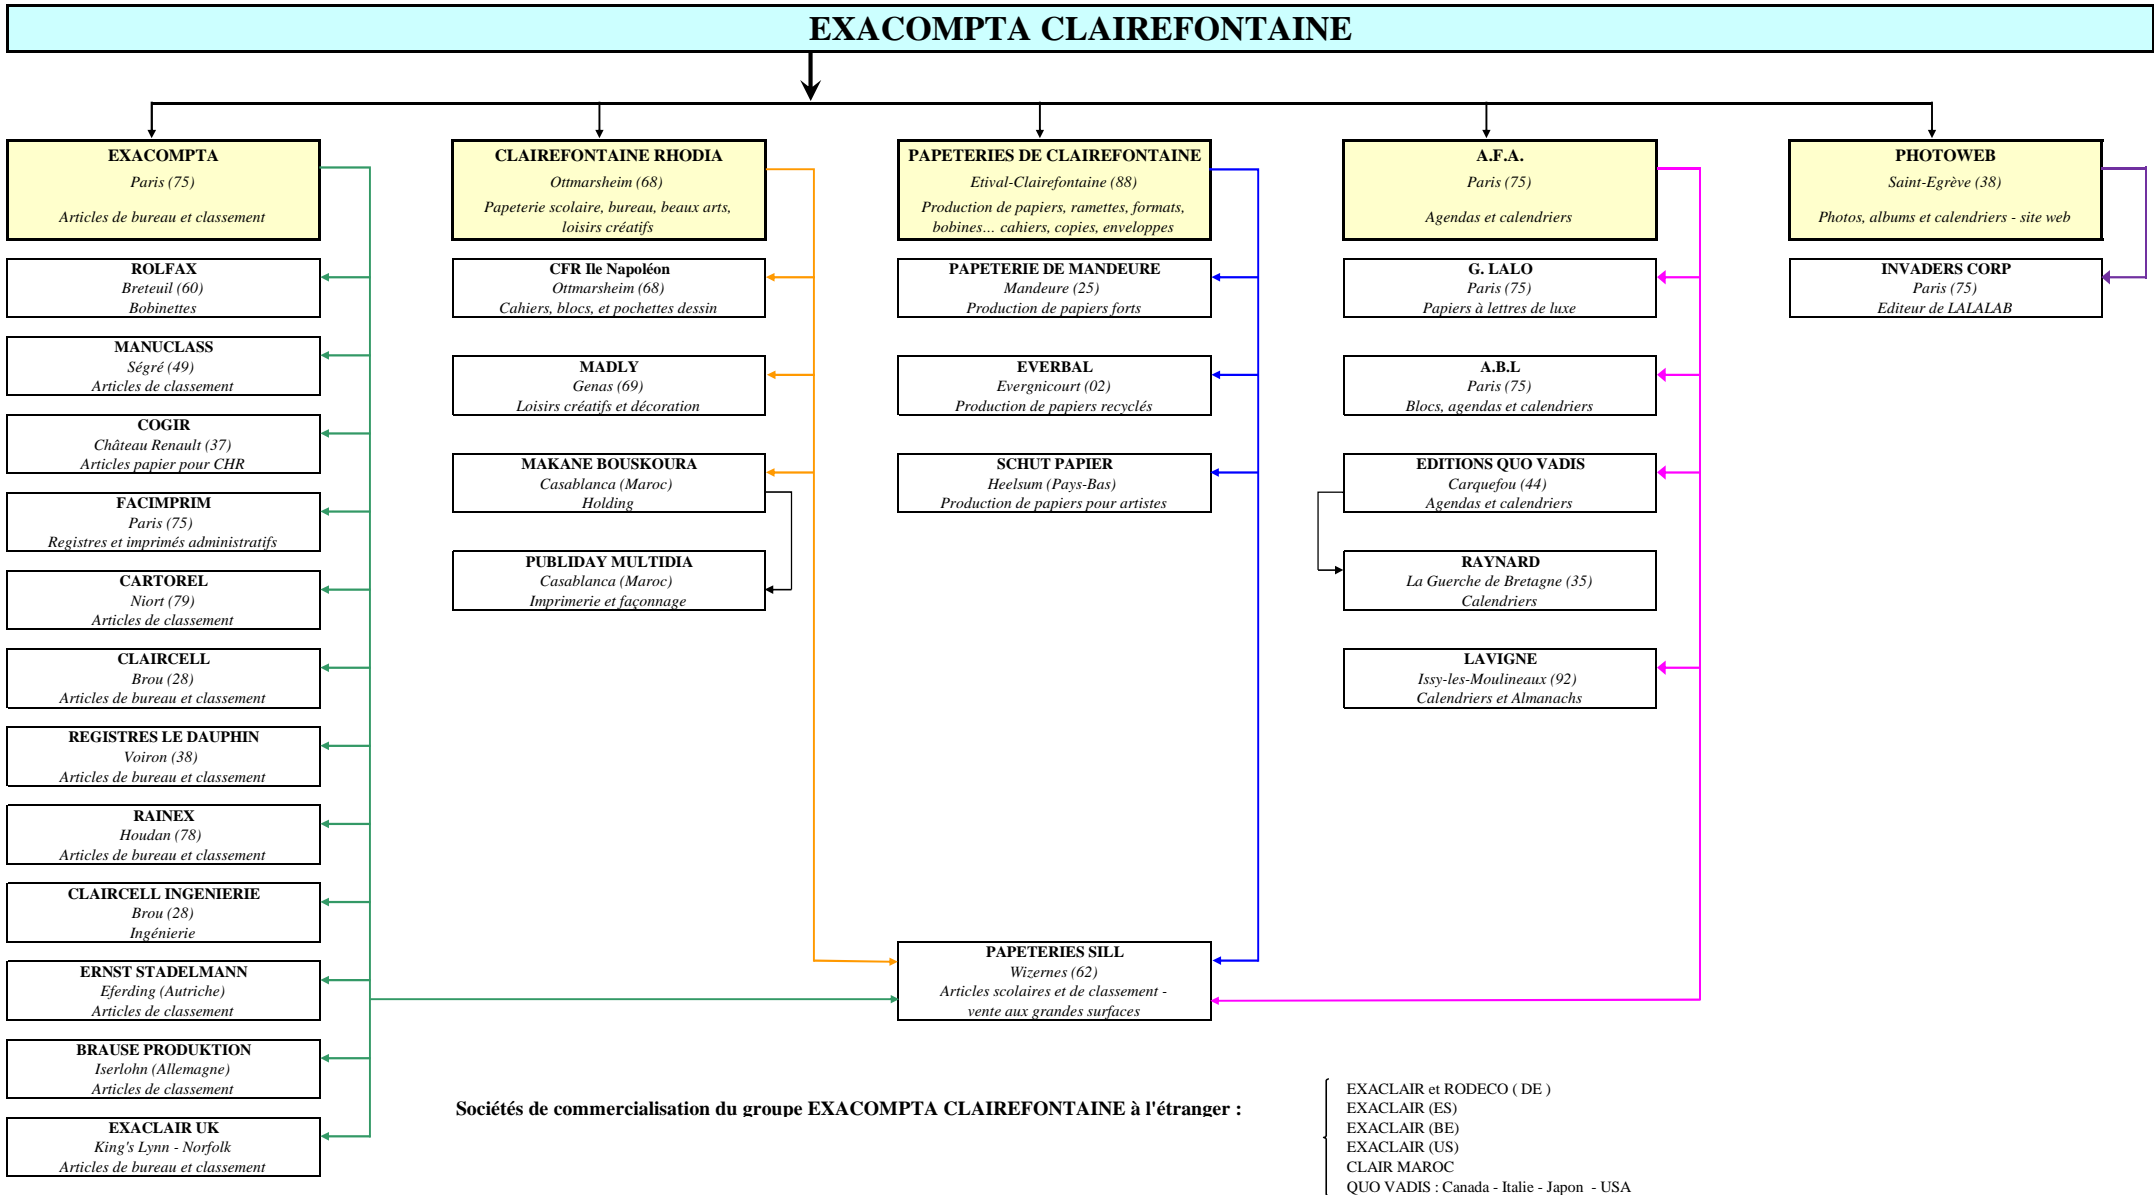 EXACOMPTA CLAIREFONTAINE
EXACOMPTA
Paris (75)
Articles de bureau et classement
ROLFAX
Breteuil (60)
Bobinettes
MANUCLASS
Ségré (49)
Articles de classement
COGIR
Château Renault (37)
Articles papier pour CHR
FACIMPRIM
Paris (75)
Registres et imprimés administratifs
CARTOREL
Niort (79)
Articles de classement
CLAIRCELL
Brou (28)
Articles de bureau et classement
REGISTRES LE DAUPHIN
Voiron (38)
Articles de bureau et classement
RAINEX
Houdan (78)
Articles de bureau et classement
CLAIRCELL INGENIERIE
Brou (28)
Ingénierie
ERNST STADELMANN
Eferding (Autriche)
Articles de classement
BRAUSE PRODUKTION
Iserlohn (Allemagne)
Articles de classement
EXACLAIR UK
King's Lynn - Norfolk
Articles de bureau et classement
CLAIREFONTAINE RHODIA
Ottmarsheim (68)
Papeterie scolaire, bureau, beaux arts,
loisirs créatifs
CFR Ile Napoléon
Ottmarsheim (68)
Cahiers, blocs, et pochettes dessin
MADLY
Genas (69)
Loisirs créatifs et décoration
MAKANE BOUSKOURA
Casablanca (Maroc)
Holding
PUBLIDAY MULTIDIA
Casablanca (Maroc)
Imprimerie et façonnage
PAPETERIES DE CLAIREFONTAINE
Etival-Clairefontaine (88)
Production de papiers, ramettes, formats,
bobines... cahiers, copies, enveloppes
PAPETERIE DE MANDEURE
Mandeure (25)
Production de papiers forts
EVERBAL
Evergnicourt (02)
Production de papiers recyclés
SCHUT PAPIER
Heelsum (Pays-Bas)
Production de papiers pour artistes
PAPETERIES SILL
Wizernes (62)
Articles scolaires et de classement -
vente aux grandes surfaces
A.F.A.
Paris (75)
Agendas et calendriers
G. LALO
Paris (75)
Papiers à lettres de luxe
A.B.L
Paris (75)
Blocs, agendas et calendriers
EDITIONS QUO VADIS
Carquefou (44)
Agendas et calendriers
RAYNARD
La Guerche de Bretagne (35)
Calendriers
LAVIGNE
Issy-les-Moulineaux (92)
Calendriers et Almanachs
PHOTOWEB
Saint-Egrève (38)
Photos, albums et calendriers - site web
INVADERS CORP
Paris (75)
Editeur de LALALAB
Sociétés de commercialisation du groupe EXACOMPTA CLAIREFONTAINE à l'étranger :
EXACLAIR et RODECO ( DE )
EXACLAIR (ES)
EXACLAIR (BE)
EXACLAIR (US)
CLAIR MAROC
QUO VADIS : Canada - Italie - Japon - USA